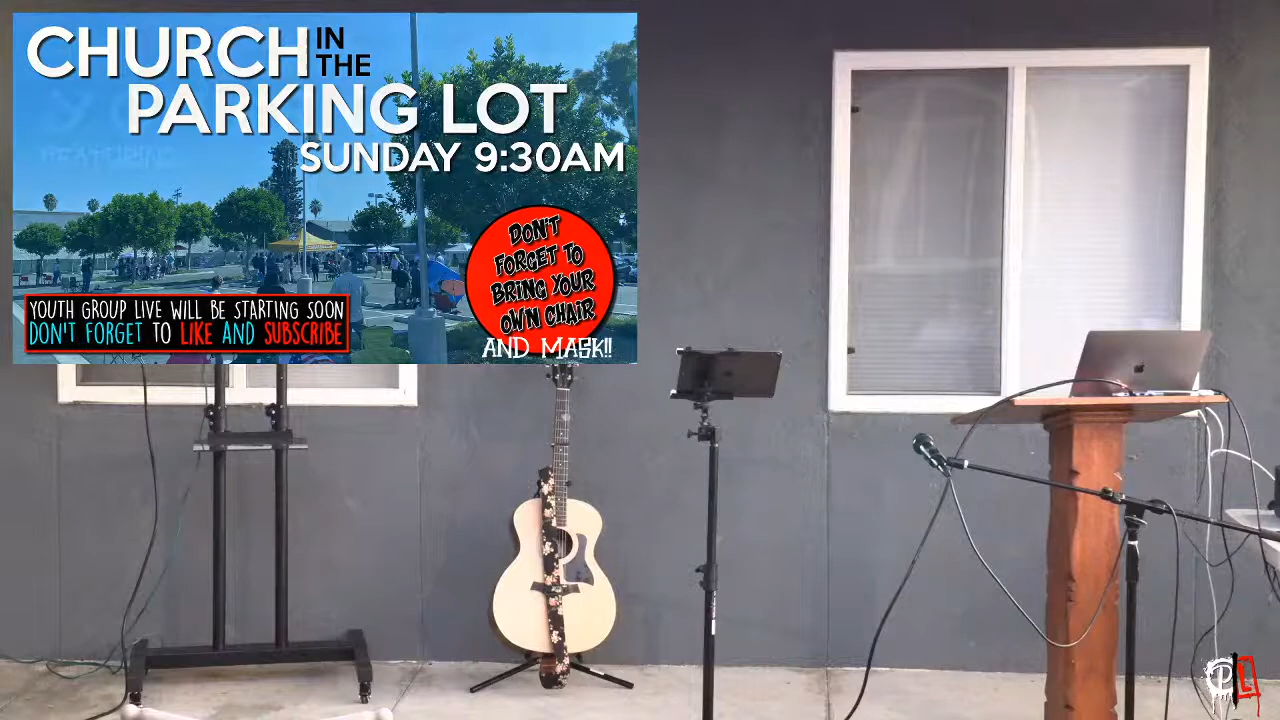 CHURCH IN THE
PARKING LOT
SUNDAY 9:30AM
DON'T
FORGET TO
BRING YOUR
OWN CHAIR
AND MASK!!
YOUTH GROUP LIVE WILL BE STARTING SOON
DON'T FORGET TO LIKE AND SUBSCRIBE